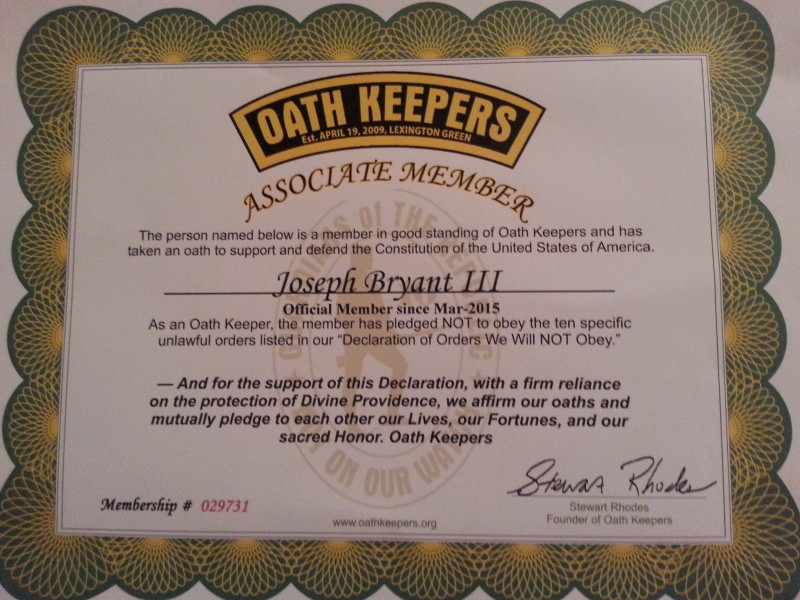 OATH KEEPERS
Est. APRIL 19, 2009, LEXINGTON GREEN
ASSOCIATE MEMBER
The person named below is a member in good standing of Oath Keepers and has
taken an oath to support and defend the Constitution of the United States of America.
Joseph Bryant III
Official Member since Mar-2015
As an Oath Keeper, the member has pledged NOT to obey the ten specific
unlawful orders listed in our “Declaration of Orders We Will NOT Obey.”
— And for the support of this Declaration, with a firm reliance
on the protection of Divine Providence, we affirm our oaths and
mutually pledge to each other our Lives, our Fortunes, and our
sacred Honor. Oath Keepers
Stewart Rhodes
Stewart Rhodes
Founder of Oath Keepers
Membership # 029731
www.oathkeepers.org
OF THE
ON OUR WATCH